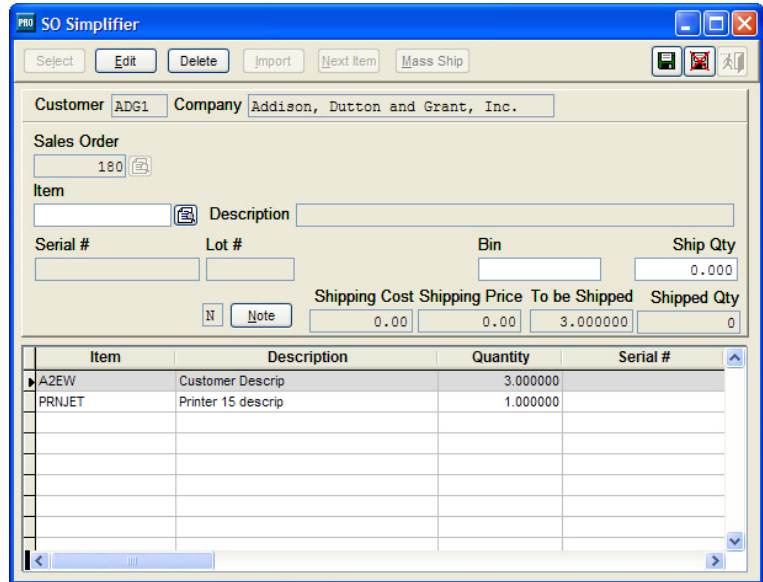 PRO SO Simplifier
Select Edit Delete Import Next Item Mass Ship
Customer ADG1 Company Addison, Dutton and Grant, Inc.
Sales Order
180
Item
Description
Serial # Lot # Bin Ship Qty
0.000
Shipping Cost Shipping Price To be Shipped Shipped Qty
N Note 0.00 0.00 3.000000 0
Item Description Quantity Serial #
A2EW Customer Descrip 3.000000
PRNJET Printer 15 descrip 1.000000